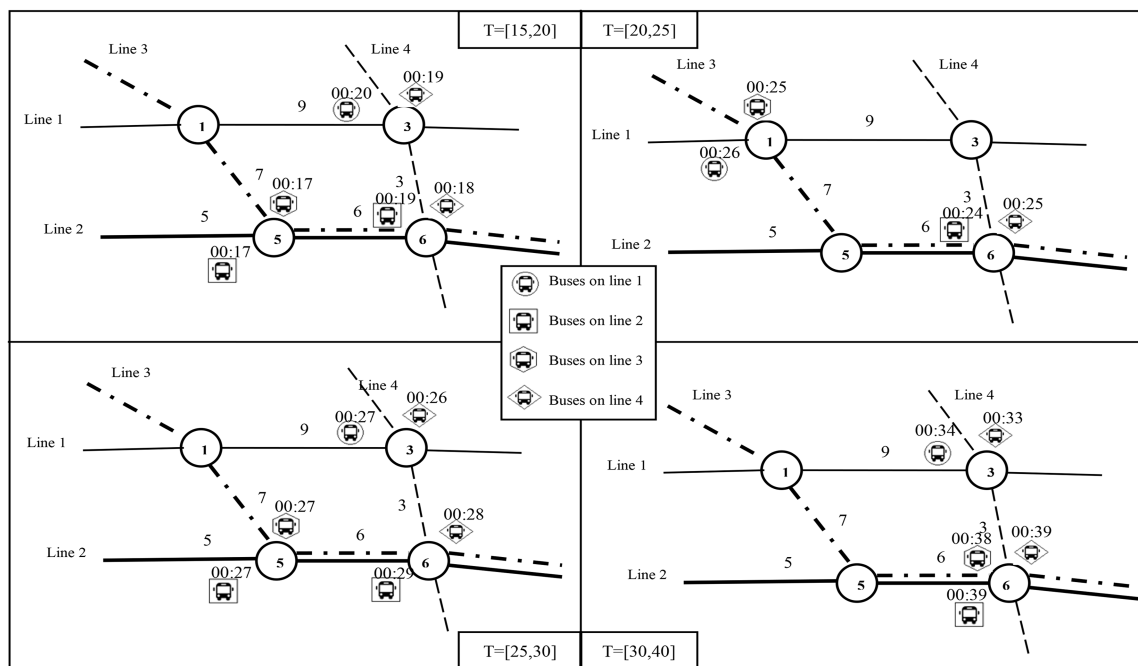 T=[15,20]
Line 3
Line 4
00:19
00:20
9
Line 1
1
3
7
00:17
3
00:18
00:19
5
6
Line 2
5
6
00:17
T=[20,25]
Line 3
Line 4
00:25
9
Line 1
1
3
00:26
7
3
00:25
00:24
5
6
Line 2
5
6
Buses on line 1
Buses on line 2
Buses on line 3
Buses on line 4
Line 3
Line 4
00:26
00:27
9
Line 1
1
3
7
00:27
3
00:28
5
6
Line 2
5
6
00:27
00:29
T=[25,30]
Line 3
Line 4
00:33
00:34
9
Line 1
1
3
7
3
00:38
00:39
5
6
Line 2
5
6
00:39
T=[30,40]